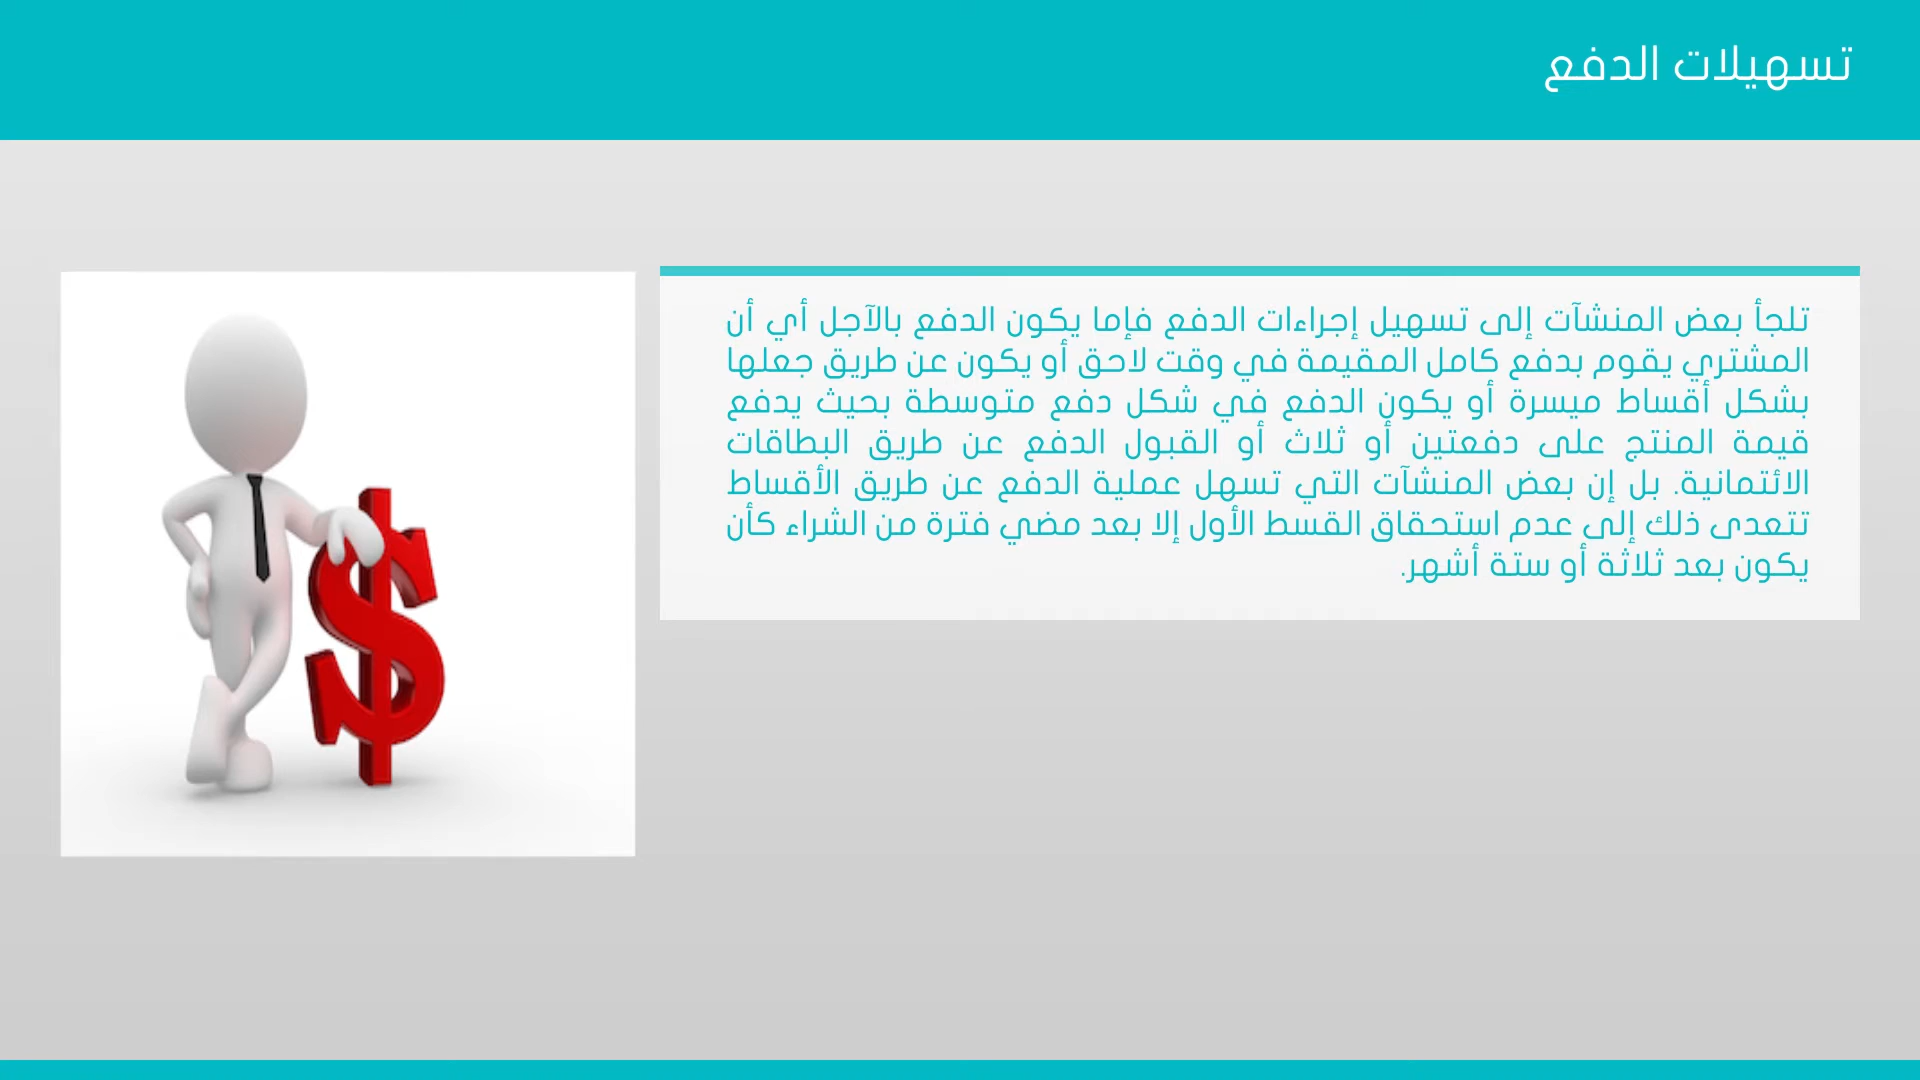 تسهيلات الدفع
تلجأ بعض المنشآت إلى تسهيل إجراءات الدفع فإما يكون الدفع بالآجل أي أن
المشتري يقوم بدفع كامل المقيمة في وقت لاحق أو يكون عن طريق جعلها
بشكل أقساط ميسرة أو يكون الدفع في شكل دفع متوسطة بحيث يدفع
قيمة المنتج على دفعتين أو ثلاث أو القبول الدفع عن طريق البطاقات
الائتمانية. بل إن بعض المنشآت التي تسهل عملية الدفع عن طريق الأقساط
تتعدى ذلك إلى عدم استحقاق القسط الأول إلا بعد مضي فترة من الشراء كأن
يكون بعد ثلاثة أو ستة أشهر.